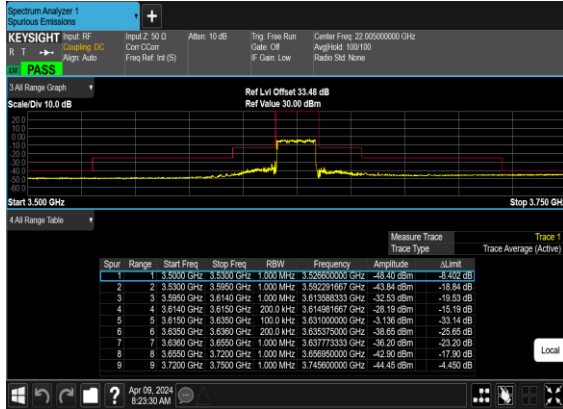 Spectrum Analyzer 1
Spurious Emissions
+
KEYSIGHT Input: RF Input Z: 50 Ω Atten: 10 dB Trig: Free Run Center Freq: 22.005000000 GHz
R T Coupling: DC Corr CCorr Gate: Off Avg|Hold: 100/100
Align: Auto Freq Ref: Int (S) IF Gain: Low Radio Std: None
PASS
3 All Range Graph
Ref Lvl Offset 33.48 dB
Scale/Div 10.0 dB Ref Value 30.00 dBm
20.0
10.0
0.00
-10.0
-20.0
-30.0
-40.0
-50.0
-60.0
Start 3.500 GHz Stop 3.750 GH
4 All Range Table
Measure Trace Trace 1
Trace Type Trace Average (Active)
Spur Range Start Freq Stop Freq RBW Frequency Amplitude ΔLimit
1 1 3.5000 GHz 3.5300 GHz 1.000 MHz 3.526600000 GHz -48.40 dBm -8.402 dB
2 2 3.5300 GHz 3.5950 GHz 1.000 MHz 3.592291667 GHz -43.84 dBm -18.84 dB
3 3 3.5950 GHz 3.6140 GHz 1.000 MHz 3.613588333 GHz -32.53 dBm -19.53 dB
4 4 3.6140 GHz 3.6150 GHz 200.0 kHz 3.614981667 GHz -28.19 dBm -15.19 dB
5 5 3.6150 GHz 3.6350 GHz 100.0 kHz 3.631000000 GHz -3.136 dBm -33.14 dB
6 6 3.6350 GHz 3.6360 GHz 200.0 kHz 3.635375000 GHz -38.65 dBm -25.65 dB
7 7 3.6360 GHz 3.6550 GHz 1.000 MHz 3.637773333 GHz -36.20 dBm -23.20 dB
8 8 3.6550 GHz 3.7200 GHz 1.000 MHz 3.656950000 GHz -42.90 dBm -17.90 dB
9 9 3.7200 GHz 3.7500 GHz 1.000 MHz 3.745600000 GHz -44.45 dBm -4.450 dB
Local
? Apr 09, 2024
8:23:30 AM